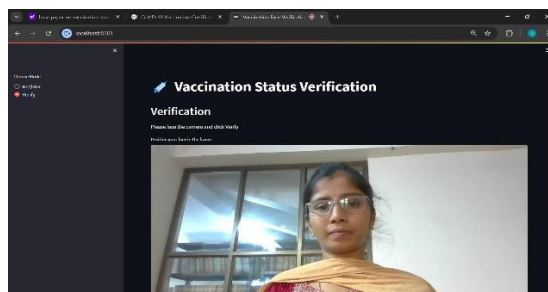 localhost:8501
Choose Mode
Register
Verify
Vaccination Status Verification
Verification
Please face the camera and click Verify
Position your face in the frame